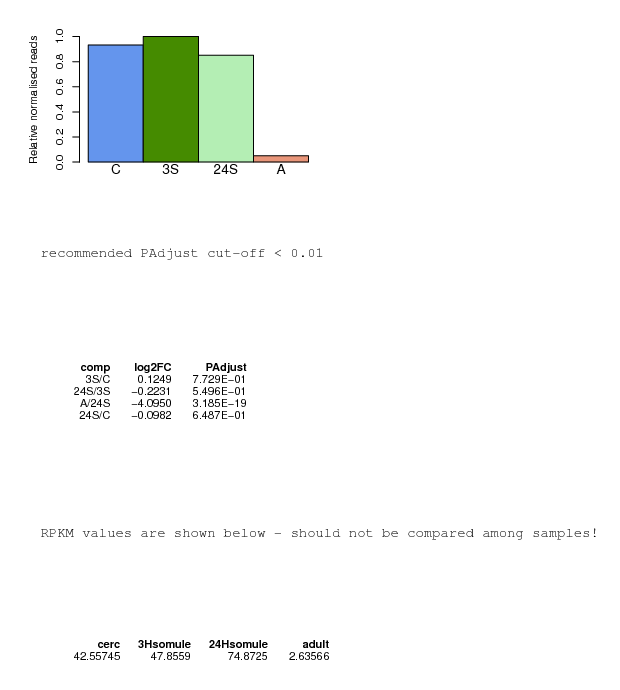 Relative normalised reads
1.0
0.8
0.6
0.4
0.2
0.0
C 3S 24S A
recommended PAdjust cut-off < 0.01
comp log2FC PAdjust
3S/C 0.1249 7.729E-01
24S/3S -0.2231 5.496E-01
A/24S -4.0950 3.185E-19
24S/C -0.0982 6.487E-01
RPKM values are shown below - should not be compared among samples!
cerc 3Hsomule 24Hsomule adult
42.55745 47.8559 74.8725 2.63566